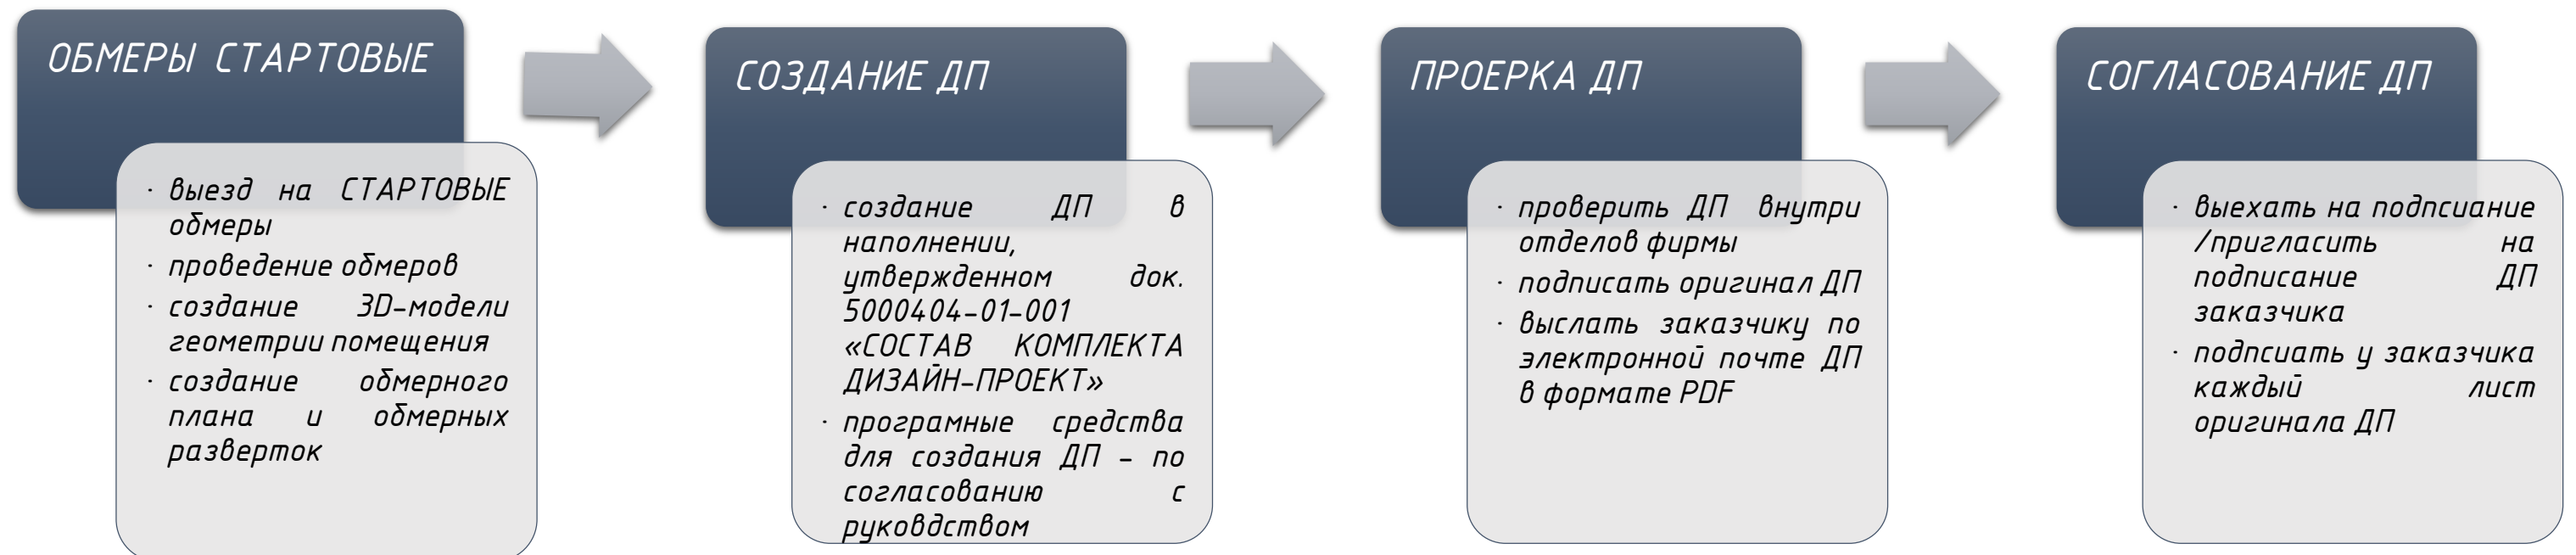 ОБМЕРЫ СТАРТОВЫЕ
· выезд на СТАРТОВЫЕ
обмеры
· проведение обмеров
· создание 3D-модели
геометрии помещения
· создание обмерного
плана и обмерных
разверток
СОЗДАНИЕ ДП
· создание ДП в
наполнении,
утвержденном док.
5000404-01-001
«СОСТАВ КОМПЛЕКТА
ДИЗАЙН-ПРОЕКТ»
· програмные средства
для создания ДП - по
согласованию с
руковдством
ПРОЕРКА ДП
· проверить ДП внутри
отделов фирмы
· подписать оригинал ДП
· выслать заказчику по
электронной почте ДП
в формате PDF
СОГЛАСОВАНИЕ ДП
· выехать на подпсиание
/пригласить на
подписание ДП
заказчика
· подпсиать у заказчика
каждый лист
оригинала ДП